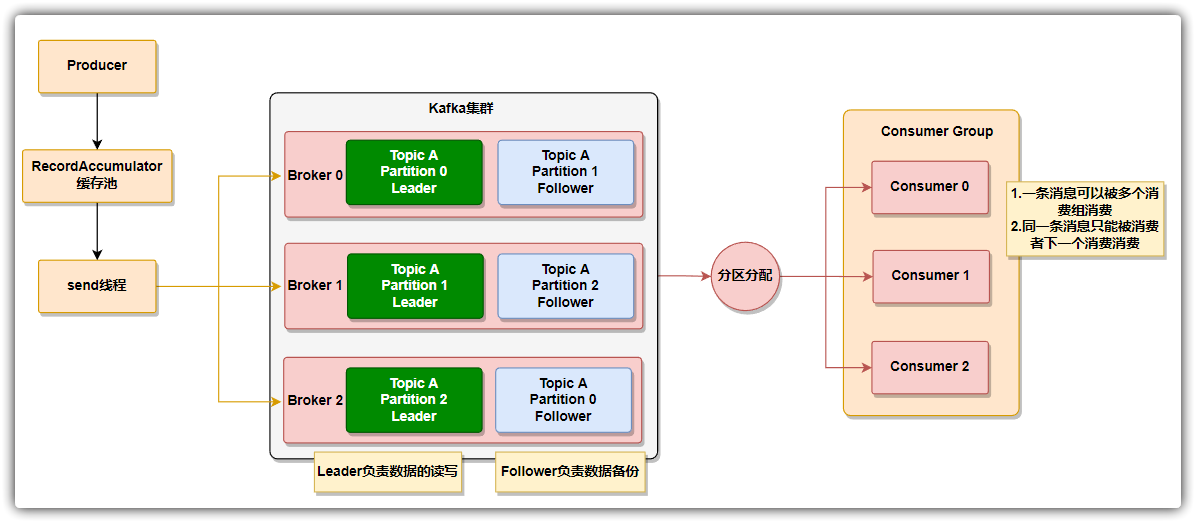 Producer
RecordAccumulator
缓存池
send线程
Kafka集群
Broker 0
Topic A
Partition 0
Leader
Topic A
Partition 1
Follower
Broker 1
Topic A
Partition 1
Leader
Topic A
Partition 2
Follower
Broker 2
Topic A
Partition 2
Leader
Topic A
Partition 0
Follower
Leader负责数据的读写
Follower负责数据备份
分区分配
Consumer Group
Consumer 0
Consumer 1
Consumer 2
1.一条消息可以被多个消
费组消费
2.同一条消息只能被消费
者下一个消费消费